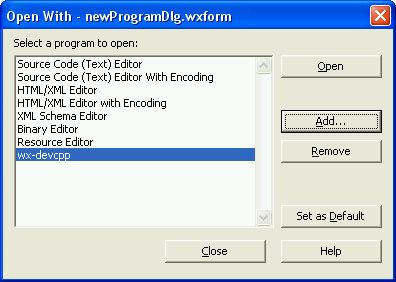 Open With - newProgramDlg.wxform
Select a program to open:
Source Code (Text) Editor
Source Code (Text) Editor With Encoding
HTML/XML Editor
HTML/XML Editor with Encoding
XML Schema Editor
Binary Editor
Resource Editor
wx-devcpp
Open
Add...
Remove
Set as Default
Close
Help